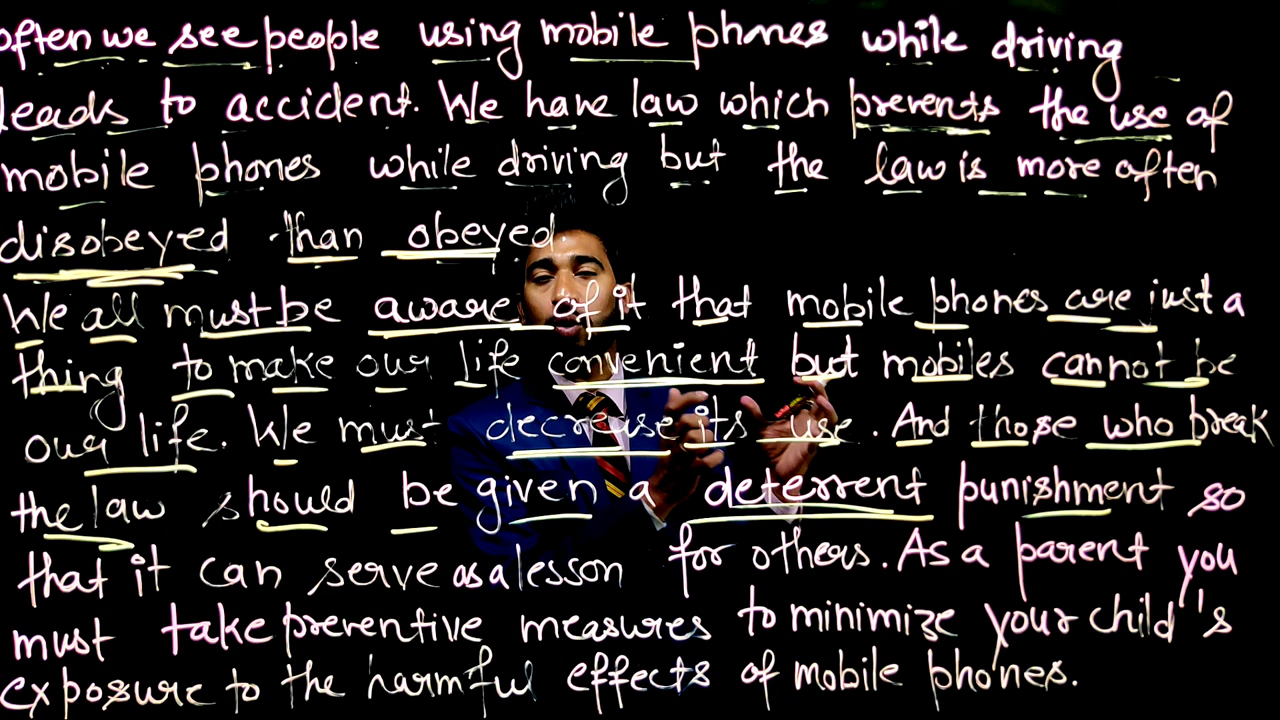 often we see people using mobile phones while driving
leads to accident. We have law which prevents the use of
mobile phones while driving but the law is more often
disobeyed than obeyed
We all must be aware of it that mobile phones are just a
thing to make our life convenient but mobiles cannot be
our life. We must decrease its use. And those who break
the law should be given a deterrent punishment so
that it can serve as a lesson for others. As a parent you
must take preventive measures to minimize your child's
exposure to the harmful effects of mobile phones.